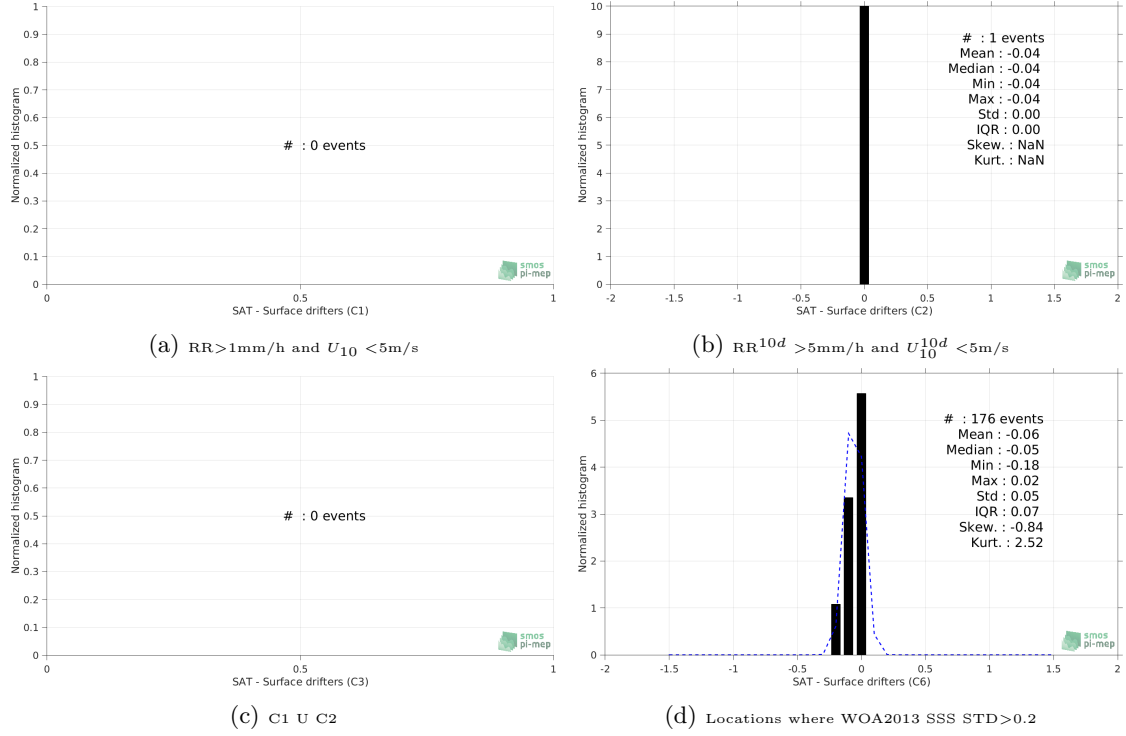 1
0.9
0.8
0.7
0.6
0.5
0.4
0.3
0.2
0.1
0
Normalized histogram
# : 0 events
smos
pi-mep
0 0.5 1
SAT - Surface drifters (C1)
(a) RR>1mm/h and U10 <5m/s
10
9
8
7
6
5
4
3
2
1
0
Normalized histogram
# : 1 events
Mean : -0.04
Median : -0.04
Min : -0.04
Max : -0.04
Std : 0.00
IQR : 0.00
Skew. : NaN
Kurt. : NaN
smos
pi-mep
-2 -1.5 -1 -0.5 0 0.5 1 1.5 2
SAT - Surface drifters (C2)
(b) RR10d >5mm/h and U10d10 <5m/s
1
0.9
0.8
0.7
0.6
0.5
0.4
0.3
0.2
0.1
0
Normalized histogram
# : 0 events
smos
pi-mep
0 0.5 1
SAT - Surface drifters (C3)
(c) C1 U C2
6
5
4
3
2
1
0
Normalized histogram
# : 176 events
Mean : -0.06
Median : -0.05
Min : -0.18
Max : 0.02
Std : 0.05
IQR : 0.07
Skew. : -0.84
Kurt. : 2.52
smos
pi-mep
-2 -1.5 -1 -0.5 0 0.5 1 1.5 2
SAT - Surface drifters (C6)
(d) Locations where WOA2013 SSS STD>0.2